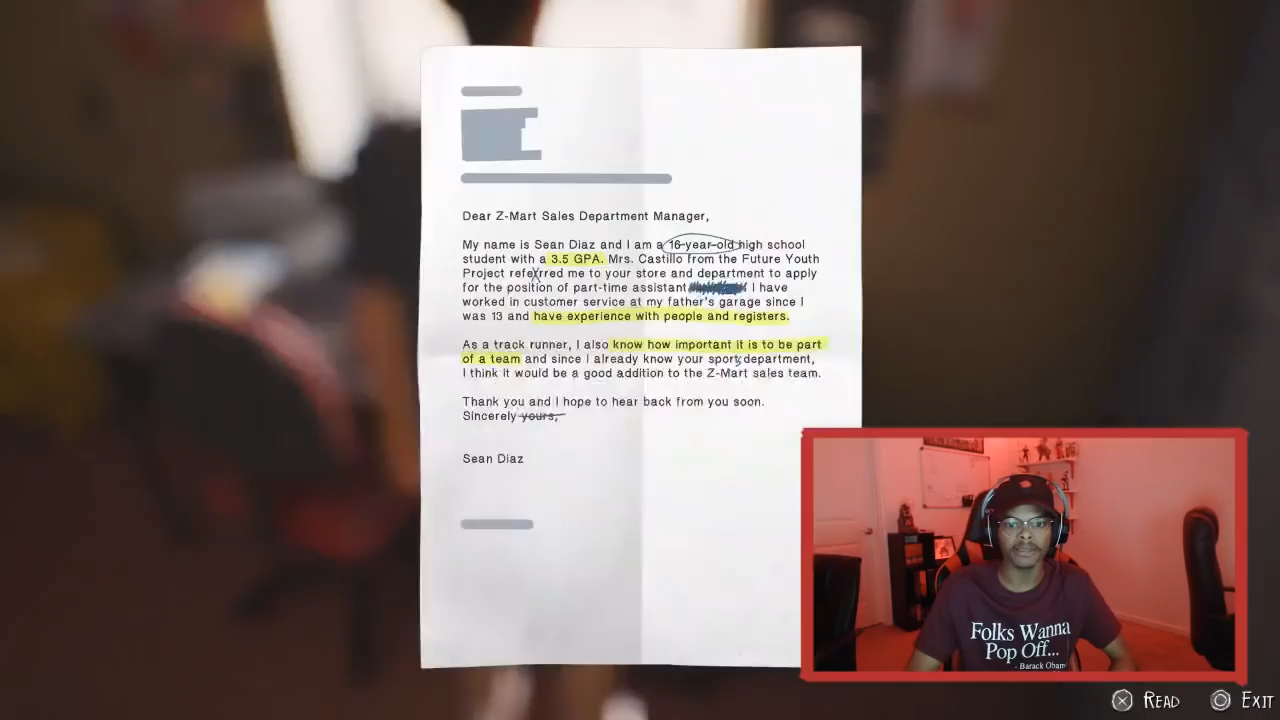 Dear Z-Mart Sales Department Manager,
My name is Sean Diaz and I am a 16-year-old high school
student with a 3.5 GPA. Mrs. Castillo from the Future Youth
Project referrred me to your store and department to apply
for the position of part-time assistant I have
worked in customer service at my father's garage since I
was 13 and have experience with people and registers.
As a track runner, I also know how important it is to be part
of a team and since I already know your sport department,
I think it would be a good addition to the Z-Mart sales team.
Thank you and I hope to hear back from you soon.
Sincerely yours,
Sean Diaz
Folks Wanna
Pop Off...
- Barack Obam
READ
EXIT